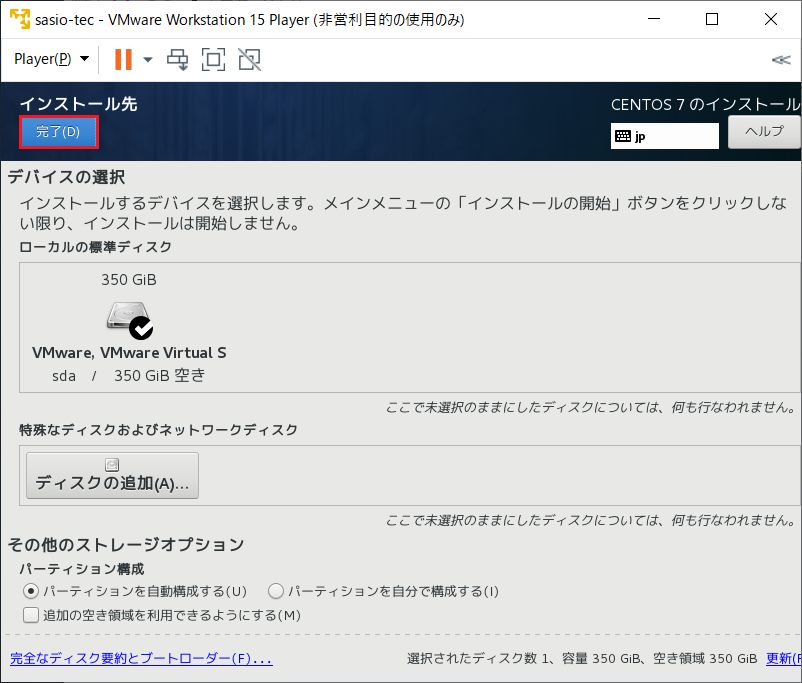 sasio-tec - VMware Workstation 15 Player (非営利目的の使用のみ)
Player(P)
インストール先
CENTOS 7 のインストール
完了(D)
jp
ヘルプ
デバイスの選択
インストールするデバイスを選択します。メインメニューの「インストールの開始」ボタンをクリックしな
い限り、インストールは開始しません。
ローカルの標準ディスク
350 GiB
VMware, VMware Virtual S
sda / 350 GiB 空き
ここで未選択のままにしたディスクについては、何も行なわれません。
特殊なディスクおよびネットワークディスク
ディスクの追加(A)...
ここで未選択のままにしたディスクについては、何も行なわれません。
その他のストレージオプション
パーティション構成
パーティションを自動構成する(U) パーティションを自分で構成する(I)
追加の空き領域を利用できるようにする(M)
完全なディスク要約とブートローダー(F)...
選択されたディスク数 1、容量 350 GiB、空き領域 350 GiB 更新(